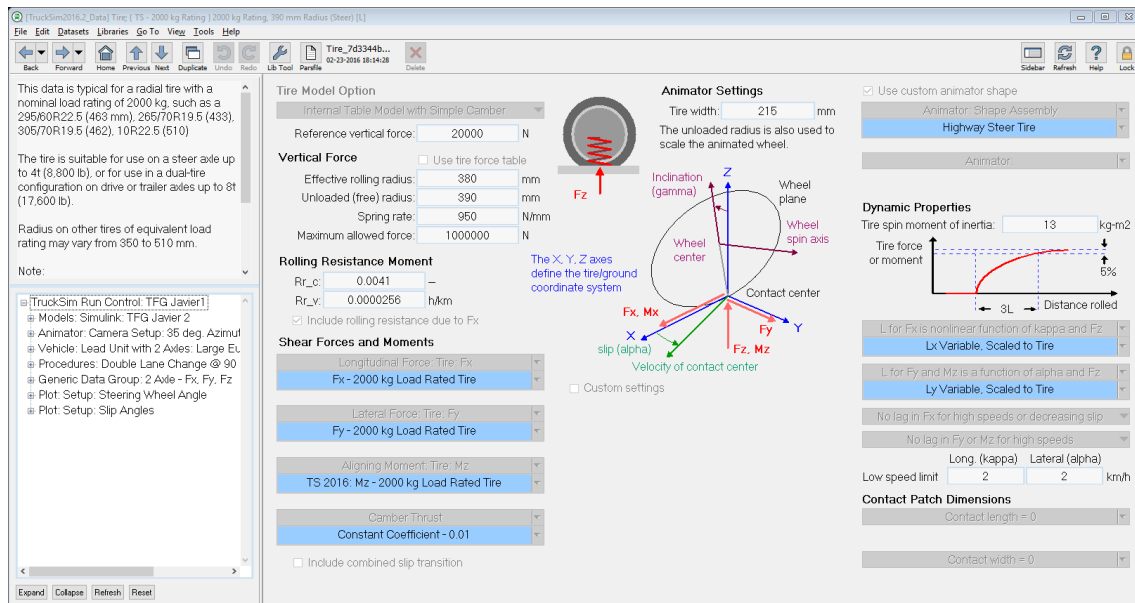 [TruckSim2016.2_Data] Tire; { TS - 2000 kg Rating } 2000 kg Rating, 390 mm Radius (Steer) [L]
File Edit Datasets Libraries Go To View Tools Help
Back Forward Home Previous Next Duplicate Undo Redo Lib Tool Parsfile
Tire_7d3344b...
02-23-2016 18:14:28
Delete Sidebar Refresh Help Lock
This data is typical for a radial tire with a
nominal load rating of 2000 kg, such as a
295/60R22.5 (463 mm), 265/70R19.5 (433),
305/70R19.5 (462), 10R22.5 (510)
The tire is suitable for use on a steer axle up
to 4t (8,800 lb), or for use in a dual-tire
configuration on drive or trailer axles up to 8t
(17,600 lb).
Radius on other tires of equivalent load
rating may vary from 350 to 510 mm.
Note:
TruckSim Run Control: TFG Javier1
Models: Simulink: TFG Javier 2
Animator: Camera Setup: 35 deg. Azimut
Vehicle: Lead Unit with 2 Axles: Large Eu
Procedures: Double Lane Change @ 90
Generic Data Group: 2 Axle - Fx, Fy, Fz
Plot: Setup: Steering Wheel Angle
Plot: Setup: Slip Angles
Expand Collapse Refresh Reset
Tire Model Option
Internal Table Model with Simple Camber
Reference vertical force: 20000 N
Vertical Force Use tire force table
Effective rolling radius: 380 mm
Unloaded (free) radius: 390 mm
Spring rate: 950 N/mm
Maximum allowed force: 1000000 N
Rolling Resistance Moment
Rr_c: 0.0041 –
Rr_v: 0.0000256 h/km
Include rolling resistance due to Fx
Shear Forces and Moments
Longitudinal Force: Tire: Fx
Fx - 2000 kg Load Rated Tire
Lateral Force: Tire: Fy
Fy - 2000 kg Load Rated Tire
Aligning Moment: Tire: Mz
TS 2016: Mz - 2000 kg Load Rated Tire
Camber Thrust
Constant Coefficient - 0.01
Include combined slip transition
Fz
Animator Settings
Tire width: 215 mm
The unloaded radius is also used to
scale the animated wheel.
Z
Inclination
(gamma)
Wheel
plane
Wheel
spin axis
Wheel
center
The X, Y, Z axes
define the tire/ground
coordinate system
Contact center
Fx, Mx
Fy
X
Y
slip (alpha)
Fz, Mz
Velocity of contact center
Custom settings
Use custom animator shape
Animator: Shape Assembly
Highway Steer Tire
Animator:
Dynamic Properties
Tire spin moment of inertia: 13 kg-m2
Tire force
or moment
5%
3L
Distance rolled
L for Fx is nonlinear function of kappa and Fz
Lx Variable, Scaled to Tire
L for Fy and Mz is a function of alpha and Fz
Ly Variable, Scaled to Tire
No lag in Fx for high speeds or decreasing slip
No lag in Fy or Mz for high speeds
Long. (kappa) Lateral (alpha)
Low speed limit 2 2 km/h
Contact Patch Dimensions
Contact length = 0
Contact width = 0